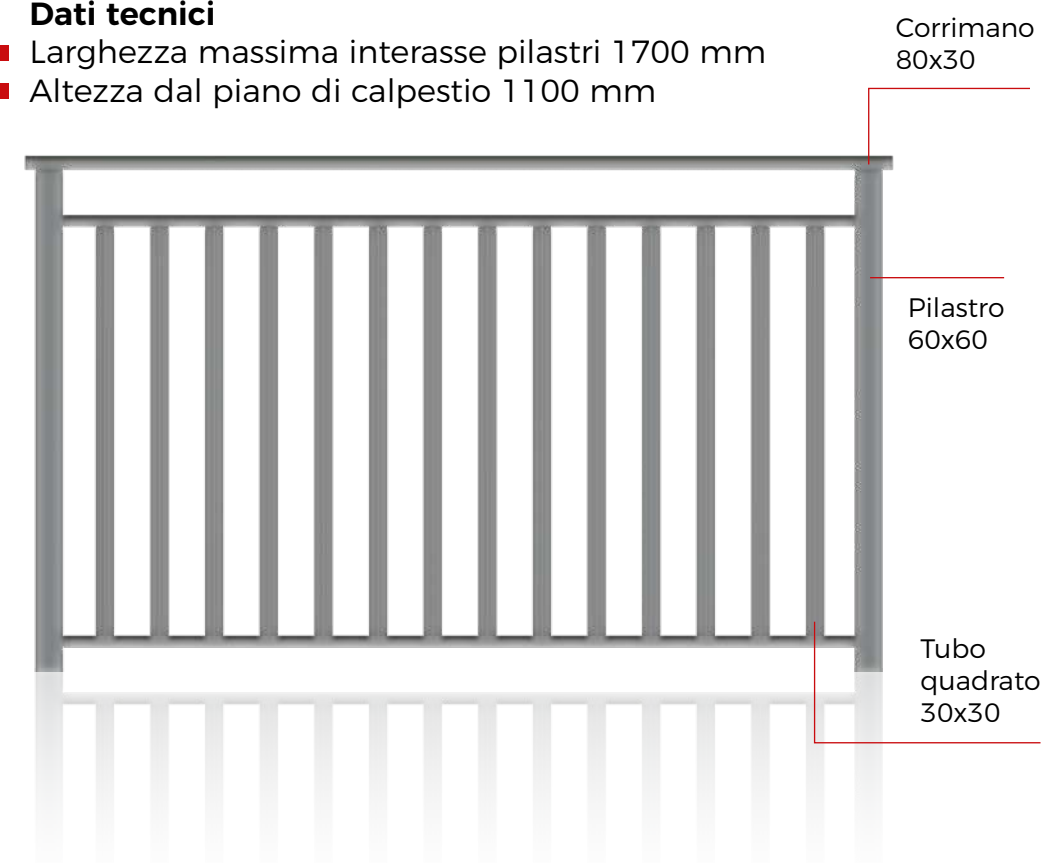 Dati tecnici
Larghezza massima interasse pilastri 1700 mm
Altezza dal piano di calpestio 1100 mm
Corrimano
80x30
Pilastro
60x60
Tubo
quadrato
30x30